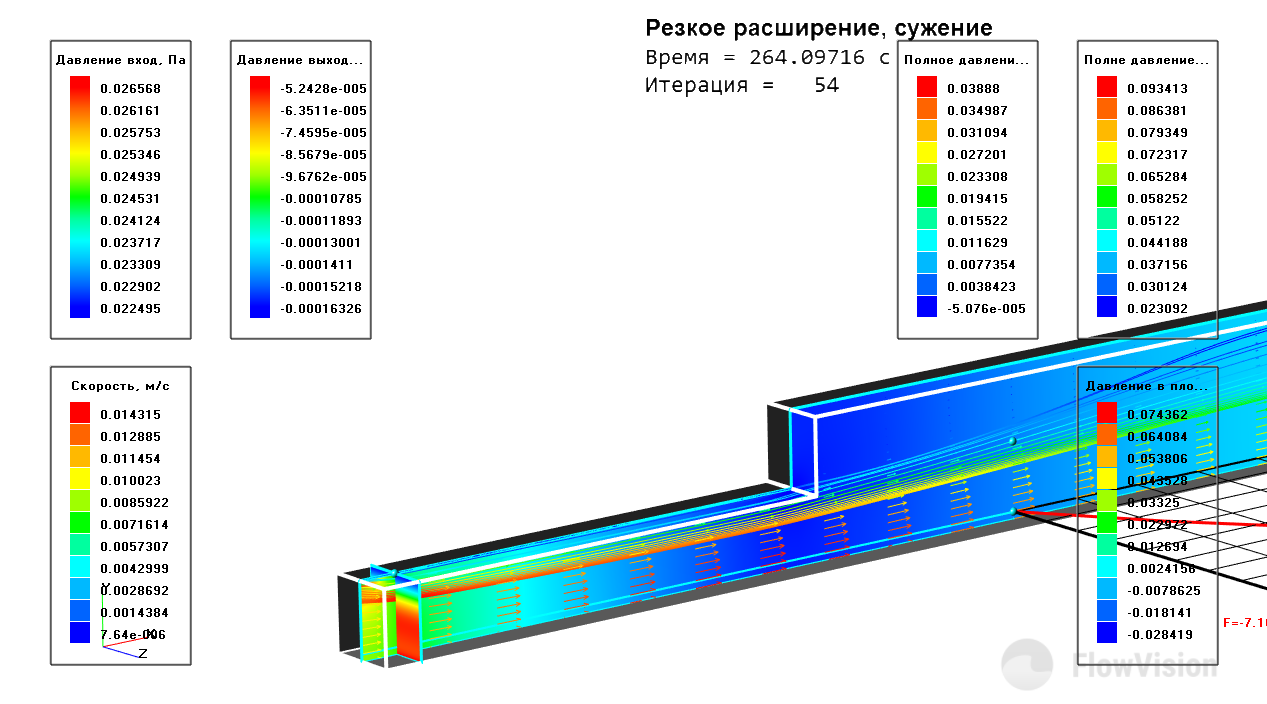 Резкое расширение, сужение
Время = 264.09716 с
Итерация = 54
Давление вход, Па
0.026568
0.026161
0.025753
0.025346
0.024939
0.024531
0.024124
0.023717
0.023309
0.022902
0.022495
Давление выход...
-5.2428e-005
-6.3511e-005
-7.4595e-005
-8.5679e-005
-9.6762e-005
-0.00010785
-0.00011893
-0.00013001
-0.0001411
-0.00015218
-0.00016326
Полное давлени...
0.03888
0.034987
0.031094
0.027201
0.023308
0.019415
0.015522
0.011629
0.0077354
0.0038423
-5.076e-005
Полне давление...
0.093413
0.086381
0.079349
0.072317
0.065284
0.058252
0.05122
0.044188
0.037156
0.030124
0.023092
Скорость, м/с
0.014315
0.012885
0.011454
0.010023
0.0085922
0.0071614
0.0057307
0.0042999
0.0028692
0.0014384
7.64e-006
Y
X
Z
Давление в пло...
0.074362
0.064084
0.053806
0.043528
0.03325
0.022972
0.012694
0.0024156
-0.0078625
-0.018141
-0.028419
F=-7.1
FlowVision